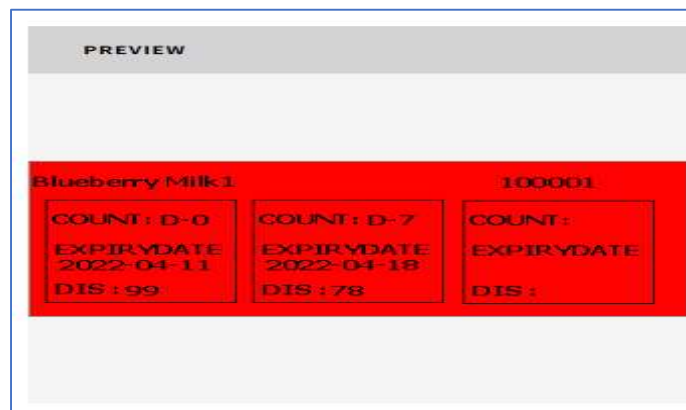 PREVIEW
Blueberry Milk1 100001
COUNT: D-0 COUNT: D-7 COUNT:
EXPIRYDATE EXPIRYDATE EXPIRYDATE
2022-04-11 2022-04-18
DIS : 99 DIS : 78 DIS :